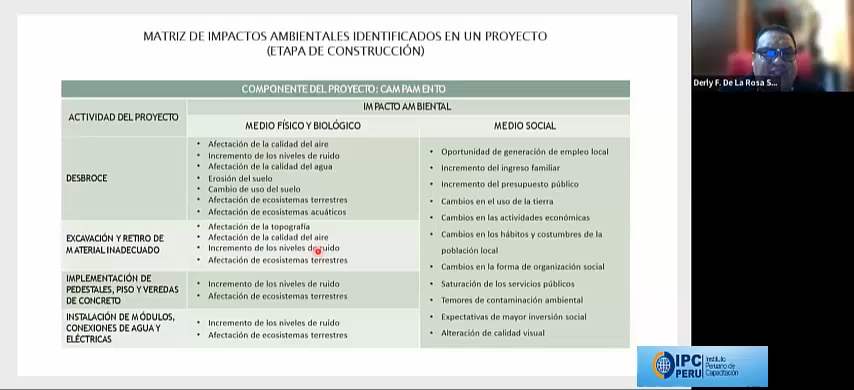 MATRIZ DE IMPACTOS AMBIENTALES IDENTIFICADOS EN UN PROYECTO
(ETAPA DE CONSTRUCCIÓN)
COMPONENTE DEL PROYECTO: CAMPAMENTO
ACTIVIDAD DEL PROYECTO
IMPACTO AMBIENTAL
MEDIO FÍSICO Y BIOLÓGICO
MEDIO SOCIAL
DESBROCE
• Afectación de la calidad del aire
• Incremento de los niveles de ruido
• Afectación de la calidad del agua
• Erosión del suelo
• Cambio de uso del suelo
• Afectación de ecosistemas terrestres
• Afectación de ecosistemas acuáticos
EXCAVACIÓN Y RETIRO DE
MATERIAL INADECUADO
• Afectación de la topografía
• Afectación de la calidad del aire
• Incremento de los niveles de ruido
• Afectación de ecosistemas terrestres
IMPLEMENTACIÓN DE
PEDESTALES, PISO Y VEREDAS
DE CONCRETO
• Incremento de los niveles de ruido
• Afectación de ecosistemas terrestres
INSTALACIÓN DE MÓDULOS,
CONEXIONES DE AGUA Y
ELÉCTRICAS
• Incremento de los niveles de ruido
• Afectación de ecosistemas terrestres
• Oportunidad de generación de empleo local
• Incremento del ingreso familiar
• Incremento del presupuesto público
• Cambios en el uso de la tierra
• Cambios en las actividades económicas
• Cambios en los hábitos y costumbres de la
población local
• Cambios en la forma de organización social
• Saturación de los servicios públicos
• Temores de contaminación ambiental
• Expectativas de mayor inversión social
• Alteración de calidad visual
Derly F. De La Rosa S...
IPC
PERÚ
Instituto
Peruano de
Capacitación